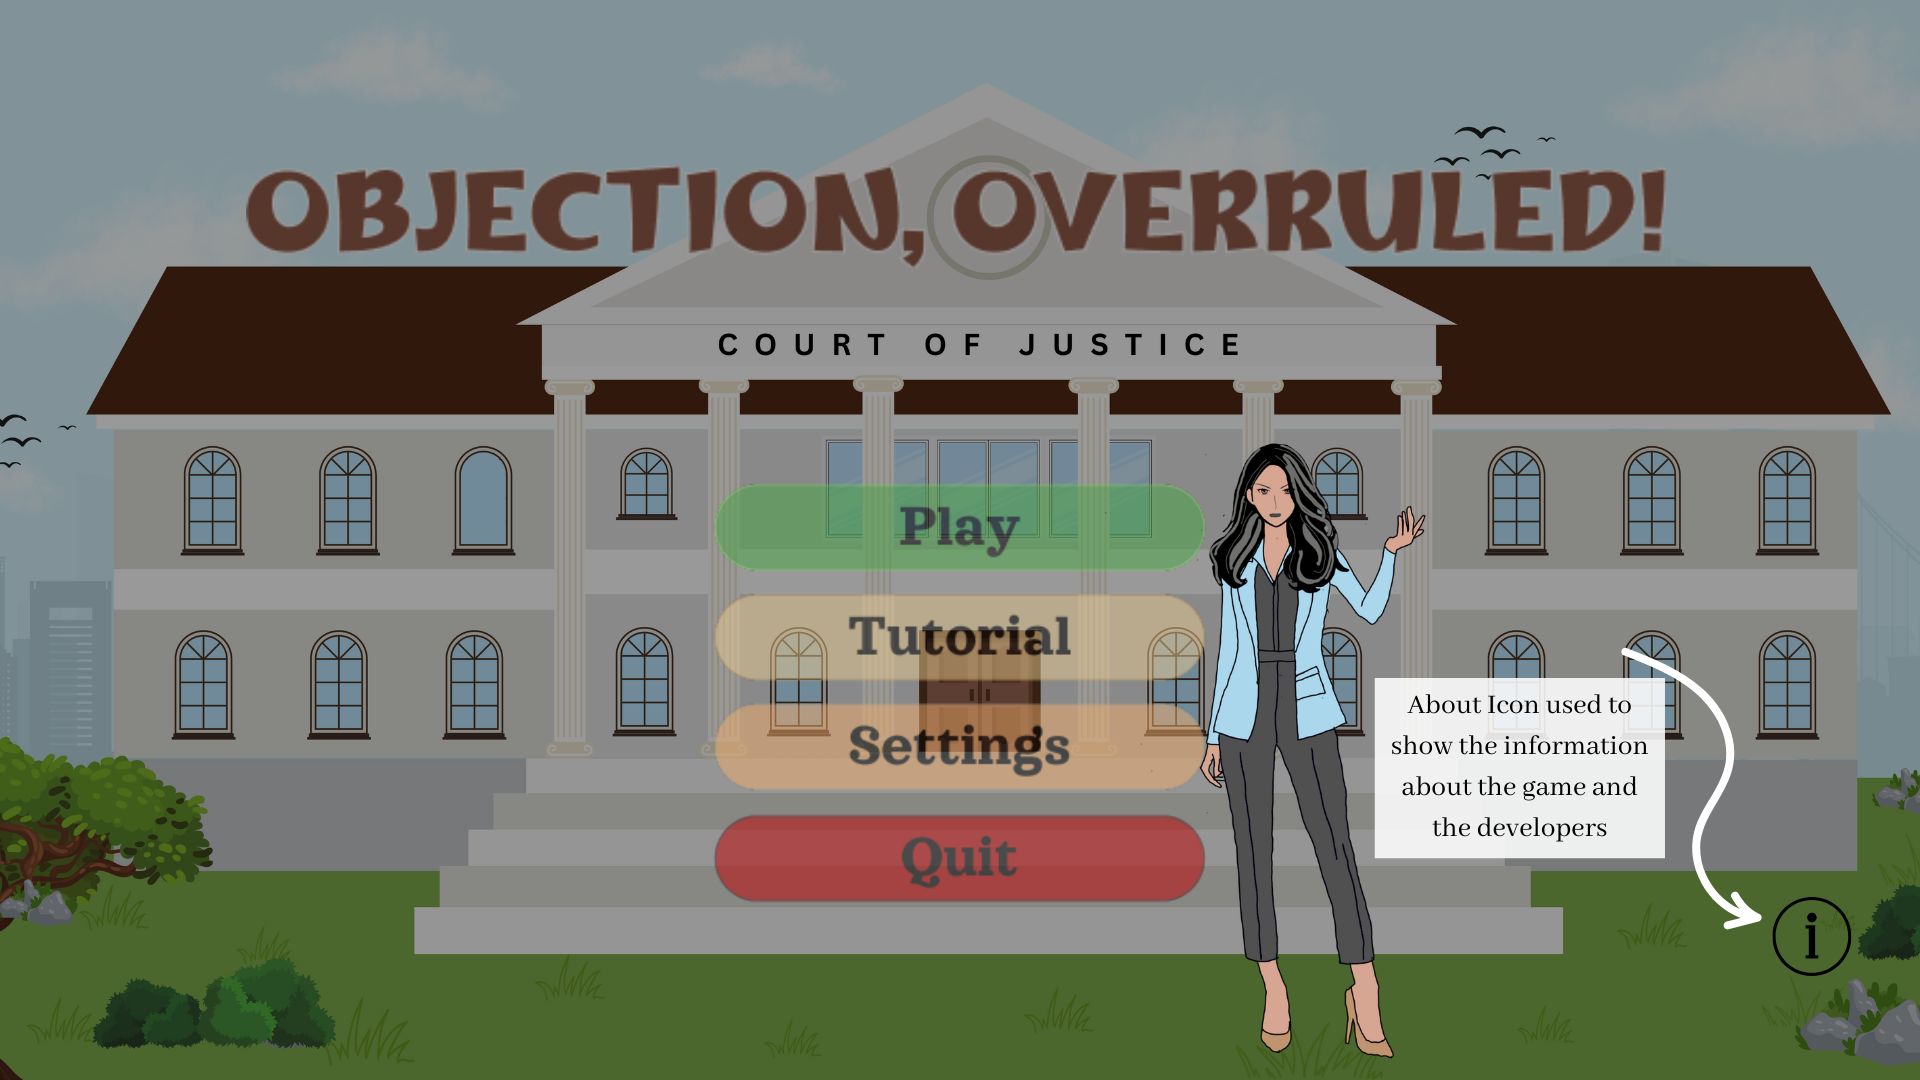 OBJECTION, OVERRULED!
COURT OF JUSTICE
Play
Tutorial
Settings
Quit
About Icon used to
show the information
about the game and
the developers
i